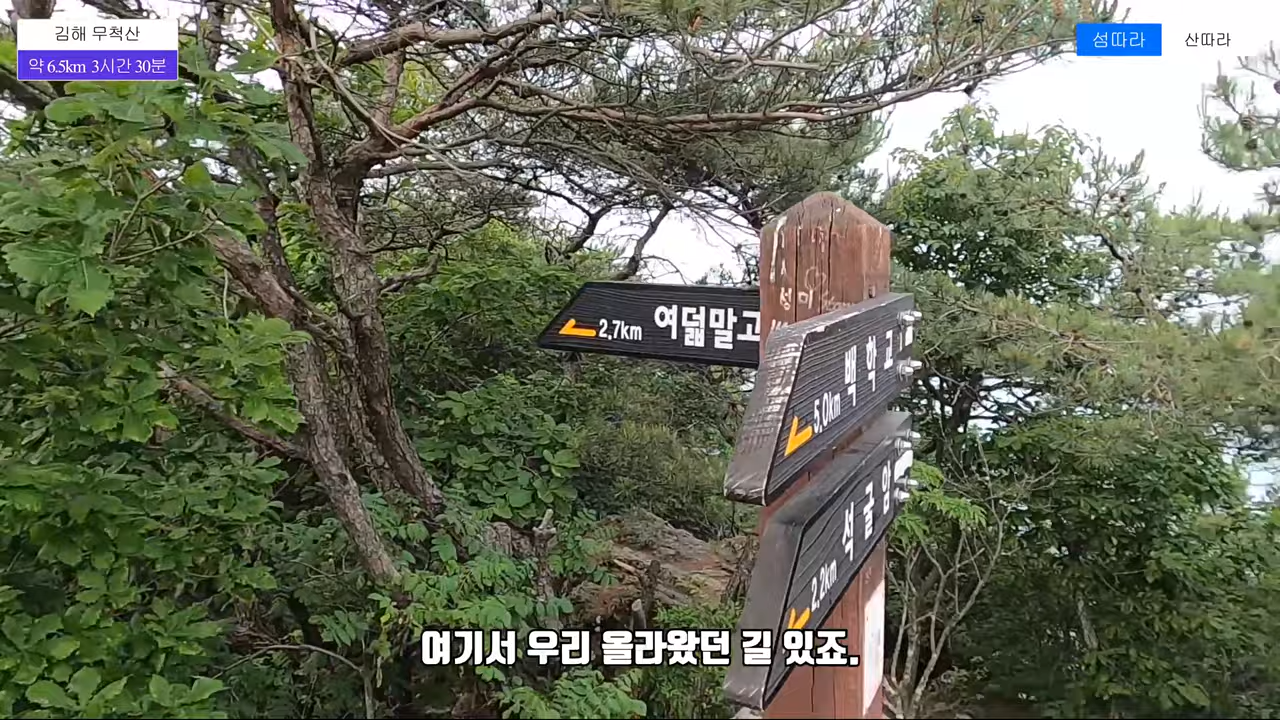 김해 무척산
약 6.5km 3시간 30분
섬따라 산따라
성미
2.7km 여덟말고
5.0km 백학교
2.2km 석굴암
여기서 우리 올라왔던 길 있죠.